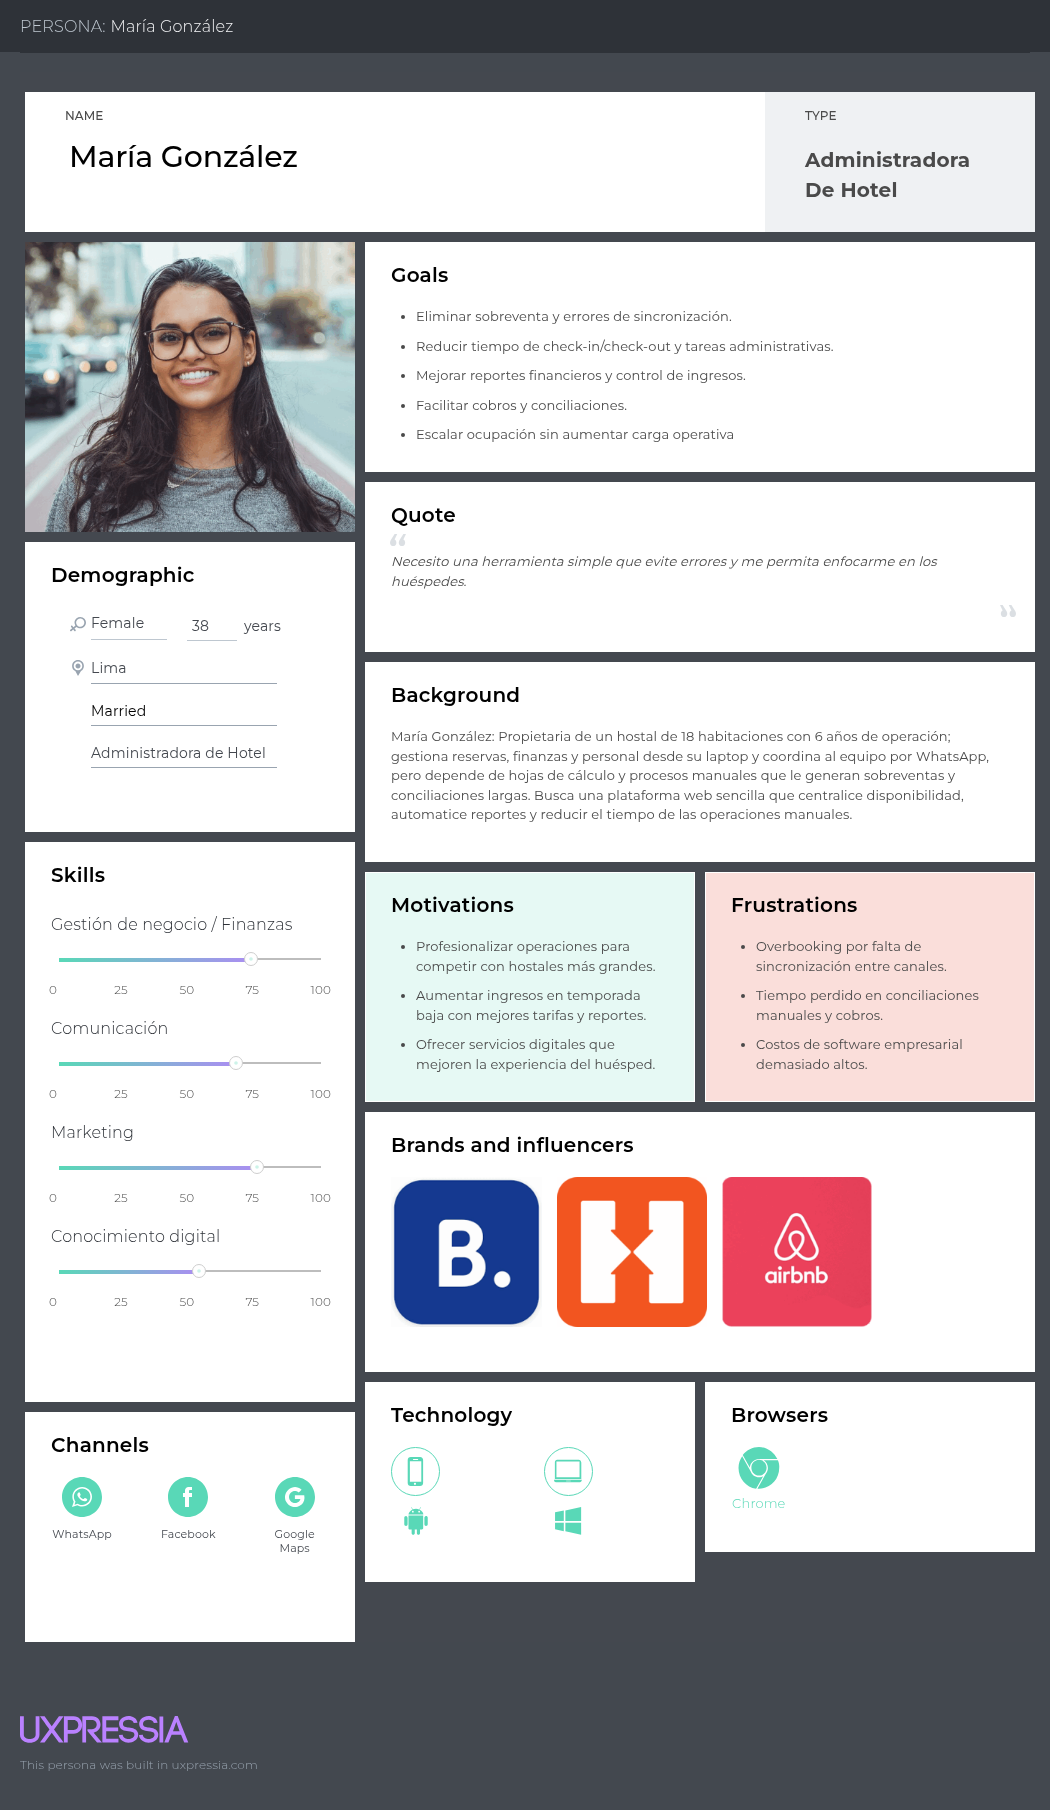 PERSONA: María González
NAME
María González
TYPE
Administradora
De Hotel
Goals
Eliminar sobreventa y errores de sincronización.
Reducir tiempo de check-in/check-out y tareas administrativas.
Mejorar reportes financieros y control de ingresos.
Facilitar cobros y conciliaciones.
Escalar ocupación sin aumentar carga operativa
Quote
“
Necesito una herramienta simple que evite errores y me permita enfocarme en los
huéspedes.
”
Demographic
Female 38 years
Lima
Married
Administradora de Hotel
Background
María González: Propietaria de un hostal de 18 habitaciones con 6 años de operación;
gestiona reservas, finanzas y personal desde su laptop y coordina al equipo por WhatsApp,
pero depende de hojas de cálculo y procesos manuales que le generan sobreventas y
conciliaciones largas. Busca una plataforma web sencilla que centralice disponibilidad,
automatice reportes y reducir el tiempo de las operaciones manuales.
Skills
Gestión de negocio / Finanzas
0 25 50 75 100
Comunicación
0 25 50 75 100
Marketing
0 25 50 75 100
Conocimiento digital
0 25 50 75 100
Motivations
Profesionalizar operaciones para
competir con hostales más grandes.
Aumentar ingresos en temporada
baja con mejores tarifas y reportes.
Ofrecer servicios digitales que
mejoren la experiencia del huésped.
Frustrations
Overbooking por falta de
sincronización entre canales.
Tiempo perdido en conciliaciones
manuales y cobros.
Costos de software empresarial
demasiado altos.
Brands and influencers
B.
H
airbnb
Channels
WhatsApp
Facebook
Google
Maps
Technology
Browsers
Chrome
UXPRESSIA
This persona was built in uxpressia.com